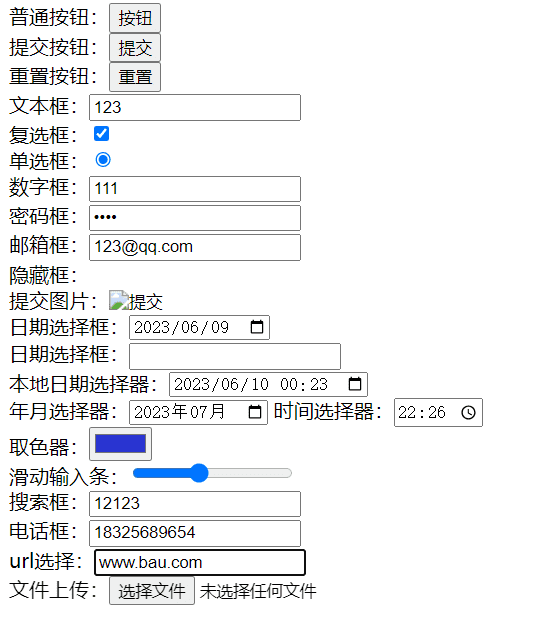 普通按钮：按钮
提交按钮：提交
重置按钮：重置
文本框：123
复选框：
单选框：
数字框：111
密码框：••••
邮箱框：123@qq.com
隐藏框：
提交图片：提交
日期选择框：2023/06/09
日期选择框：
本地日期选择器：2023/06/10 00:23
年月选择器：2023年07月 时间选择器：22:26
取色器：
滑动输入条：
搜索框：12123
电话框：18325689654
url选择：www.bau.com
文件上传：选择文件 未选择任何文件